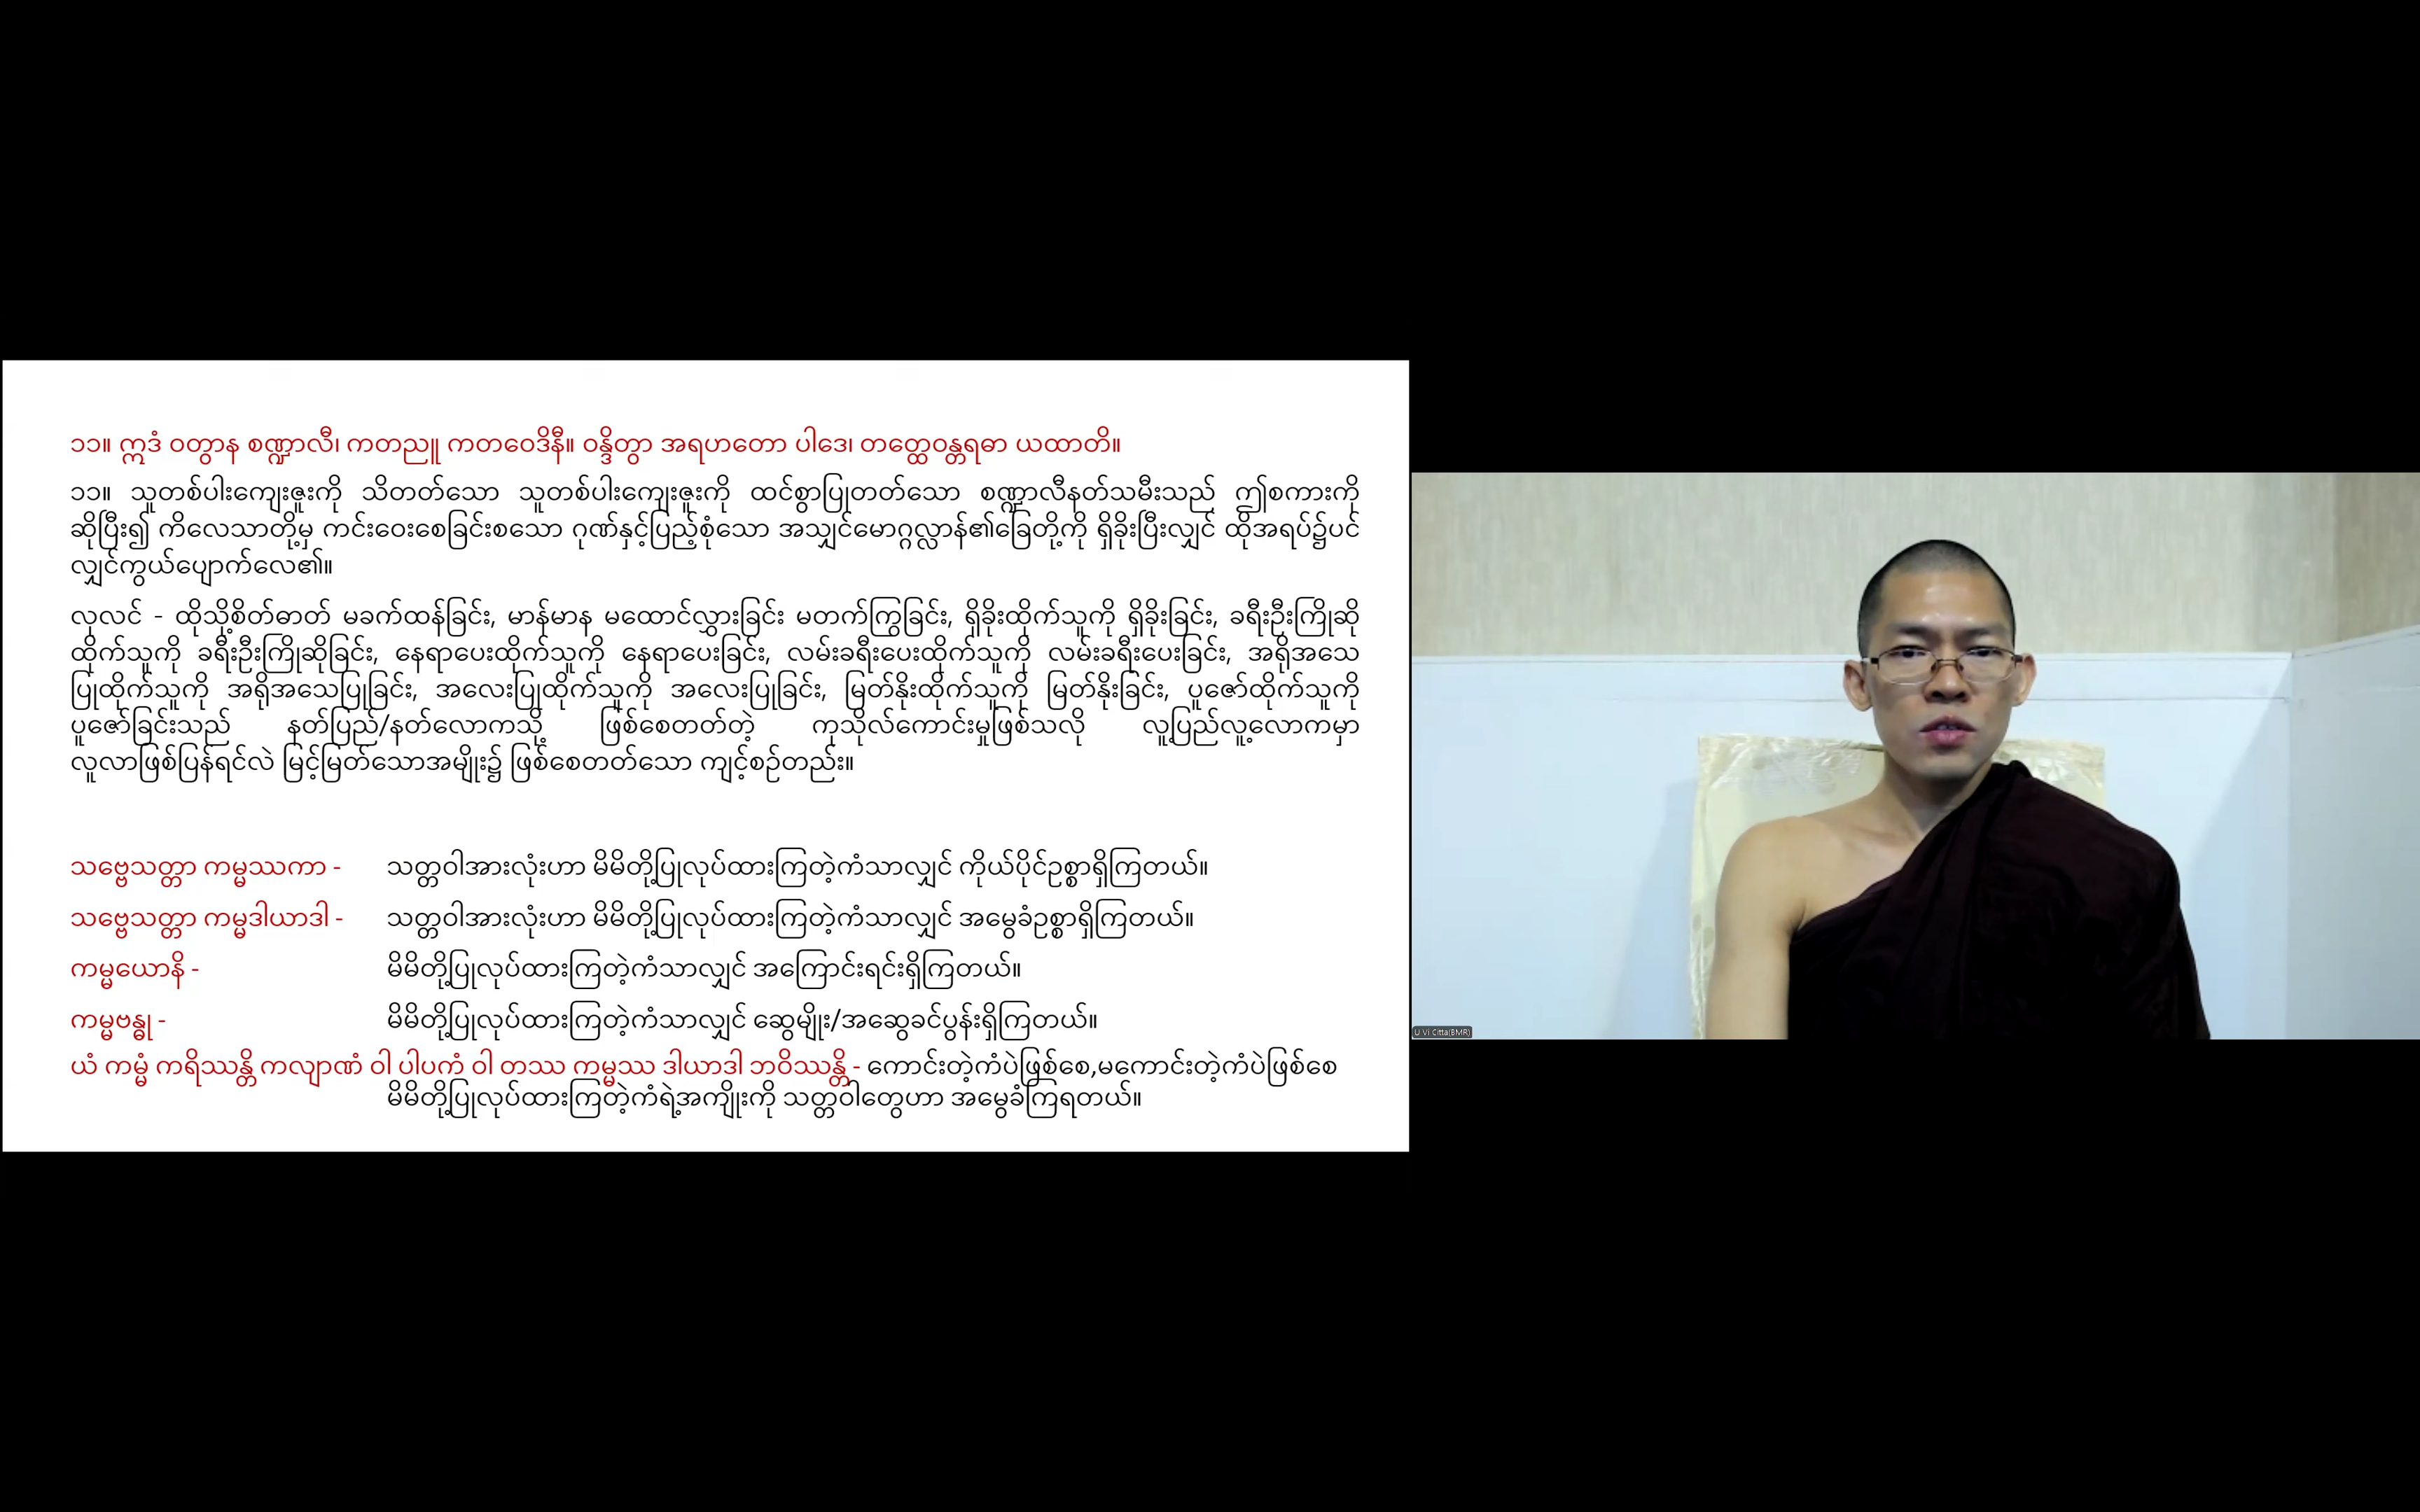 ၁၁။ ဣဒံ ဝတွာန စဏ္ဍာလီ၊ ကတညူ ကတဝေဒိနီ။ ဝန္ဒိတွာ အရဟတော ပါဒေ၊ တတ္ထေဝန္တရဓာ ယထာတိ။
၁၁။ သူတစ်ပါးကျေးဇူးကို သိတတ်သော သူတစ်ပါးကျေးဇူးကို ထင်စွာပြုတတ်သော စဏ္ဍာလီနတ်သမီးသည် ဤစကားကို
ဆိုပြီး၍ ကိလေသာတို့မှ ကင်းဝေးစေခြင်းစသော ဂုဏ်နှင့်ပြည့်စုံသော အသျှင်မောဂ္ဂလ္လာန်၏ခြေတို့ကို ရှိခိုးပြီးလျှင် ထိုအရပ်၌ပင်
လျှင်ကွယ်ပျောက်လေ၏။
လုလင် - ထိုသို့စိတ်ဓာတ် မခက်ထန်ခြင်း, မာန်မာန မထောင်လွှားခြင်း မတက်ကြွခြင်း, ရှိခိုးထိုက်သူကို ရှိခိုးခြင်း, ခရီးဦးကြိုဆို
ထိုက်သူကို ခရီးဦးကြိုဆိုခြင်း, နေရာပေးထိုက်သူကို နေရာပေးခြင်း, လမ်းခရီးပေးထိုက်သူကို လမ်းခရီးပေးခြင်း, အရိုအသေ
ပြုထိုက်သူကို အရိုအသေပြုခြင်း, အလေးပြုထိုက်သူကို အလေးပြုခြင်း, မြတ်နိုးထိုက်သူကို မြတ်နိုးခြင်း, ပူဇော်ထိုက်သူကို
ပူဇော်ခြင်းသည် နတ်ပြည်/နတ်လောကသို့ ဖြစ်စေတတ်တဲ့ ကုသိုလ်ကောင်းမှုဖြစ်သလို လူ့ပြည်လူ့လောကမှာ
လူလာဖြစ်ပြန်ရင်လဲ မြင့်မြတ်သောအမျိုး၌ ဖြစ်စေတတ်သော ကျင့်စဉ်တည်း။
သဗ္ဗေသတ္တာ ကမ္မဿကာ - သတ္တဝါအားလုံးဟာ မိမိတို့ပြုလုပ်ထားကြတဲ့ကံသာလျှင် ကိုယ်ပိုင်ဥစ္စာရှိကြတယ်။
သဗ္ဗေသတ္တာ ကမ္မဒါယာဒါ - သတ္တဝါအားလုံးဟာ မိမိတို့ပြုလုပ်ထားကြတဲ့ကံသာလျှင် အမွေခံဥစ္စာရှိကြတယ်။
ကမ္မယောနိ - မိမိတို့ပြုလုပ်ထားကြတဲ့ကံသာလျှင် အကြောင်းရင်းရှိကြတယ်။
ကမ္မဗန္ဓု - မိမိတို့ပြုလုပ်ထားကြတဲ့ကံသာလျှင် ဆွေမျိုး/အဆွေခင်ပွန်းရှိကြတယ်။
ယံ ကမ္မံ ကရိဿန္တိ ကလျာဏံ ဝါ ပါပကံ ဝါ တဿ ကမ္မဿ ဒါယာဒါ ဘဝိဿန္တိ - ကောင်းတဲ့ကံပဲဖြစ်စေ,မကောင်းတဲ့ကံပဲဖြစ်စေ
မိမိတို့ပြုလုပ်ထားကြတဲ့ကံရဲ့အကျိုးကို သတ္တဝါတွေဟာ အမွေခံကြရတယ်။
U Vi Citta(BMR)